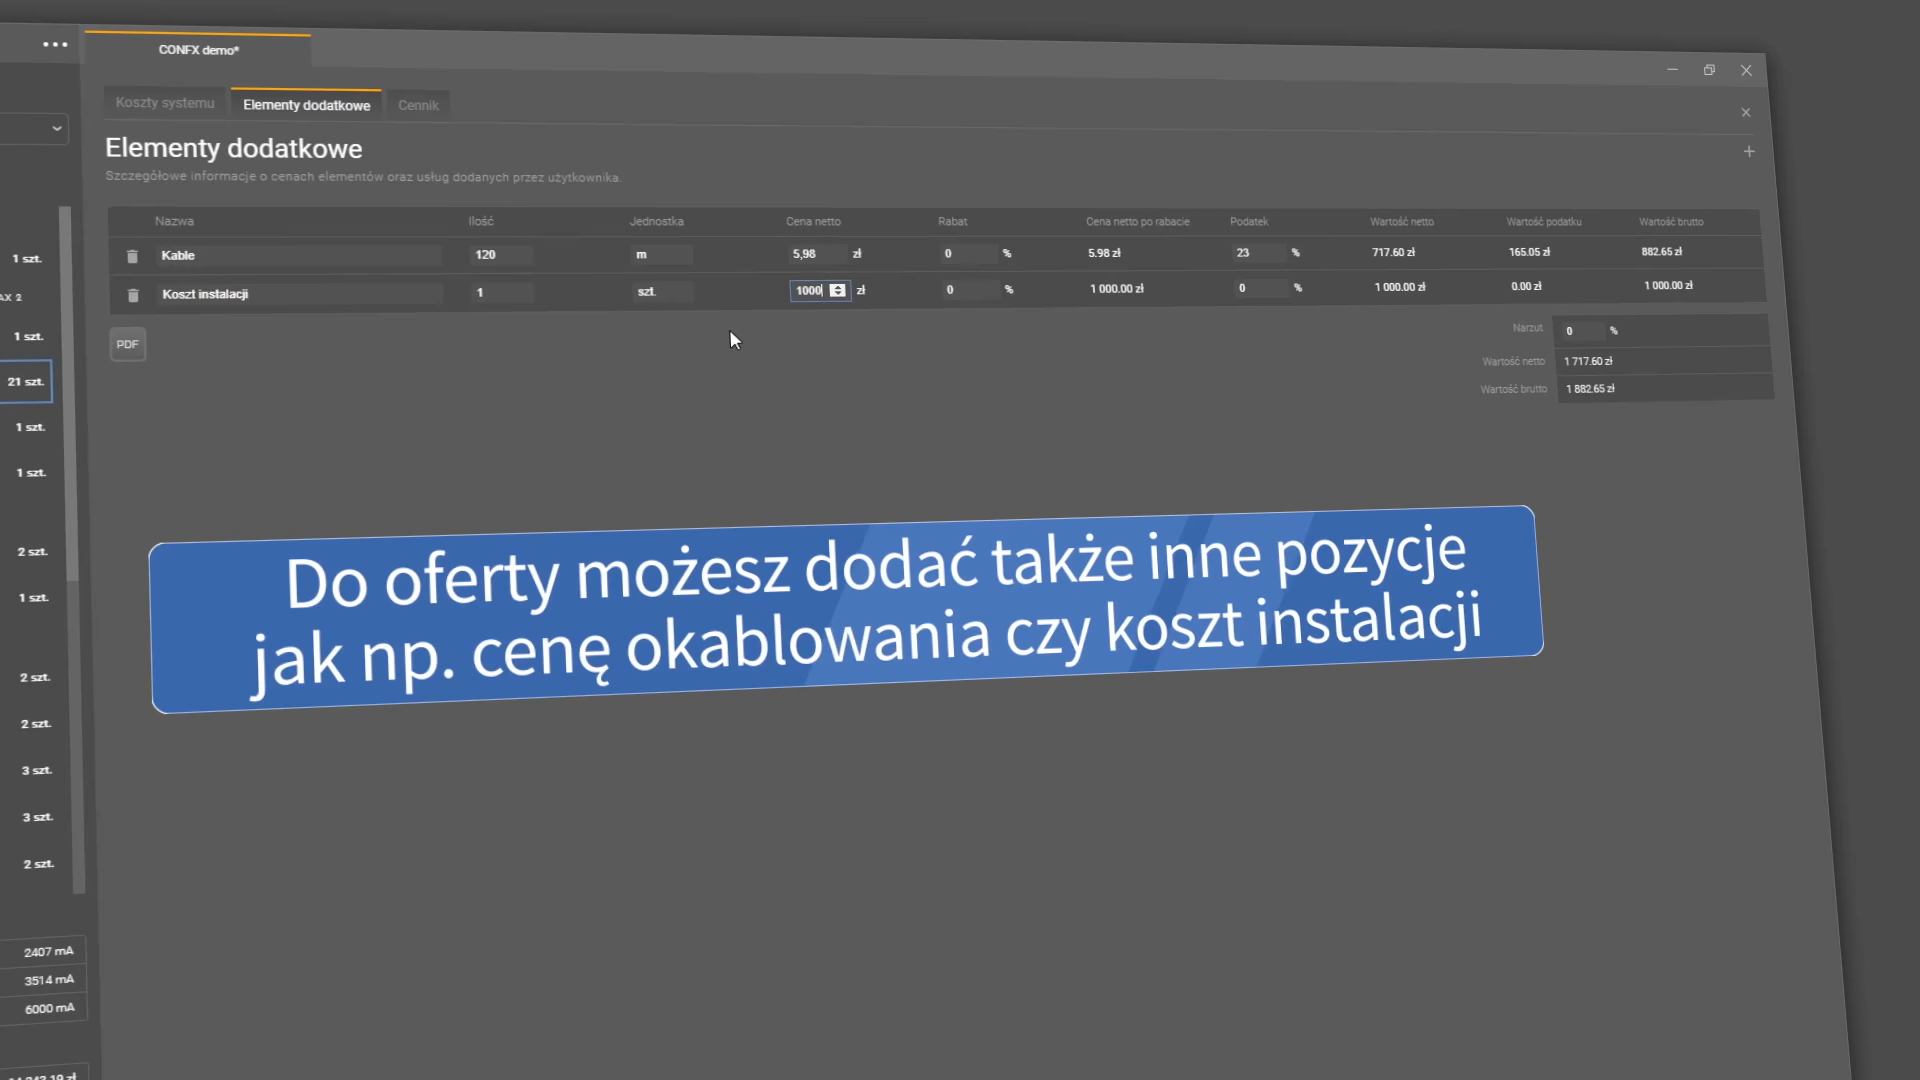 CONFX demo*
Koszty systemu Elementy dodatkowe Cennik
Elementy dodatkowe
Szczegółowe informacje o cenach elementów oraz usług dodanych przez użytkownika.
Nazwa Ilość Jednostka Cena netto Rabat Cena netto po rabacie Podatek Wartość netto Wartość podatku Wartość brutto
Kable 120 m 5,98 zł 0 % 5.98 zł 23 % 717.60 zł 165.05 zł 882.65 zł
Koszt instalacji 1 szt. 1000 zł 0 % 1 000.00 zł 0 % 1 000.00 zł 0.00 zł 1 000.00 zł
PDF
Narzut 0 %
Wartość netto 1 717.60 zł
Wartość brutto 1 882.65 zł
Do oferty możesz dodać także inne pozycje
jak np. cenę okablowania czy koszt instalacji
1 szt.
AX 2
1 szt.
21 szt.
1 szt.
1 szt.
2 szt.
1 szt.
2 szt.
2 szt.
3 szt.
3 szt.
2 szt.
2407 mA
3514 mA
6000 mA